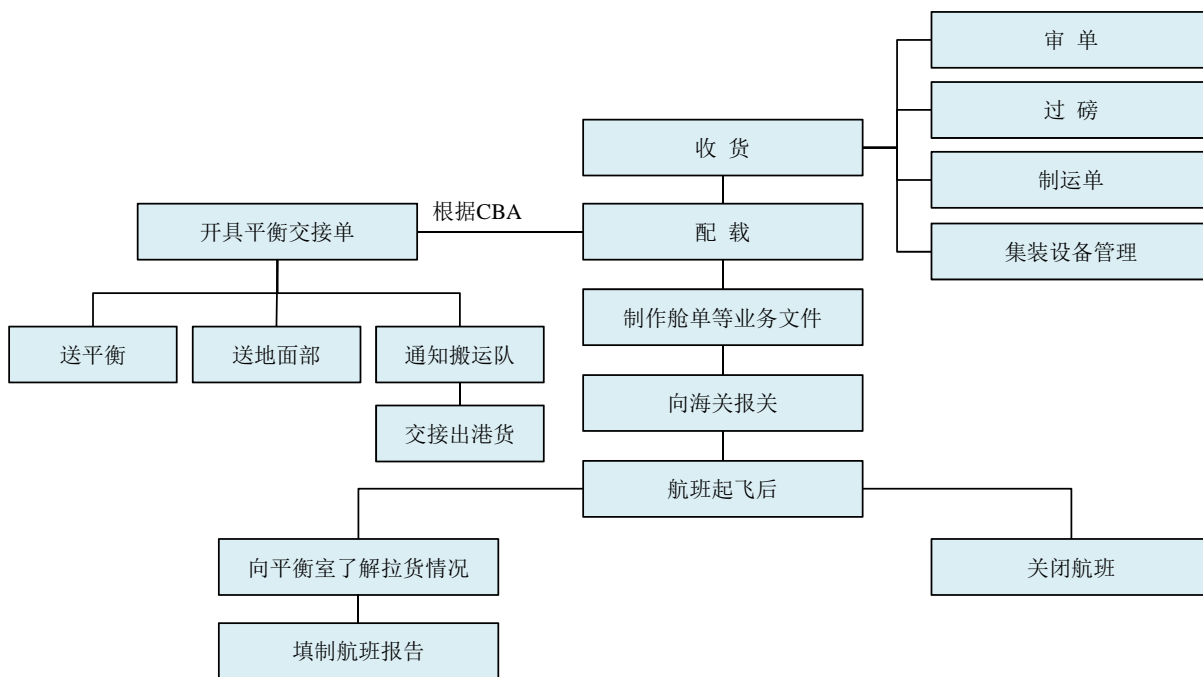 审 单
过 磅
收 货
制运单
根据CBA
开具平衡交接单
配 载
集装设备管理
制作舱单等业务文件
送平衡
送地面部
通知搬运队
向海关报关
交接出港货
航班起飞后
向平衡室了解拉货情况
关闭航班
填制航班报告